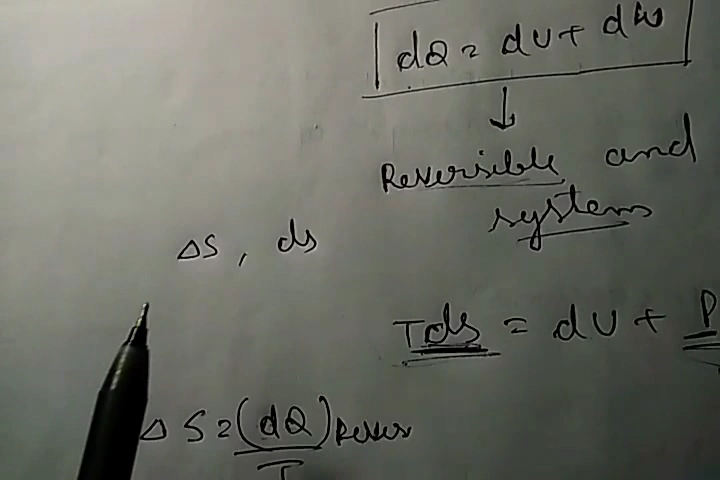 dQ = dU + dW
↓
Reversible and
systems
ΔS, ds
Tds = dU + P
ΔS = (dQ)Rever
T